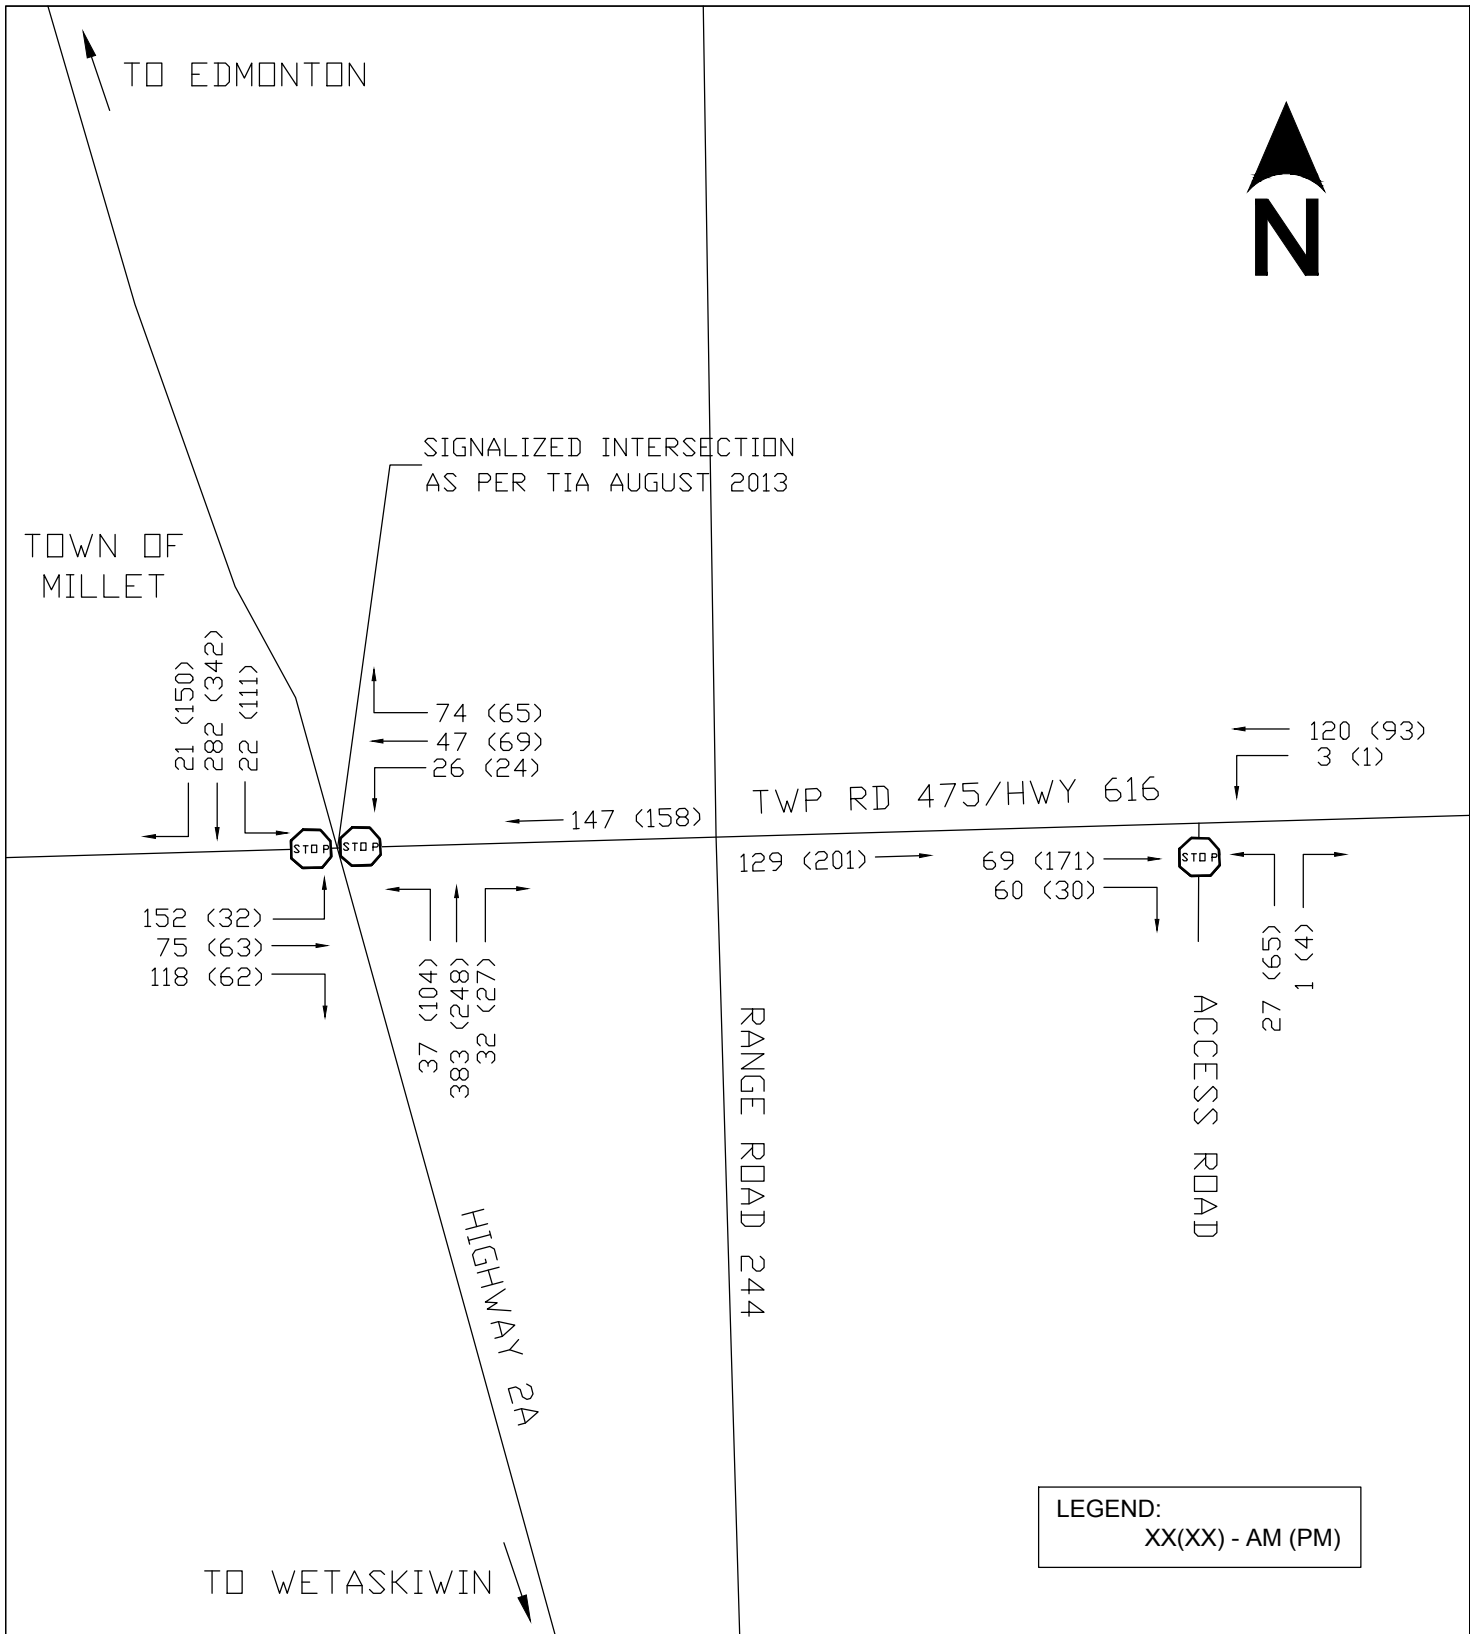 TO EDMONTON
N
SIGNALIZED INTERSECTION
AS PER TIA AUGUST 2013
TOWN OF
MILLET
21 (150)
282 (342)
22 (111)
74 (65)
47 (69)
26 (24)
120 (93)
3 (1)
TWP RD 475/HWY 616
147 (158)
STOP
STOP
129 (201)
69 (171)
60 (30)
STOP
152 (32)
75 (63)
118 (62)
37 (104)
383 (248)
32 (27)
27 (65)
1 (4)
ACCESS ROAD
RANGE ROAD 244
HIGHWAY 2A
LEGEND:
XX(XX) - AM (PM)
TO WETASKIWIN